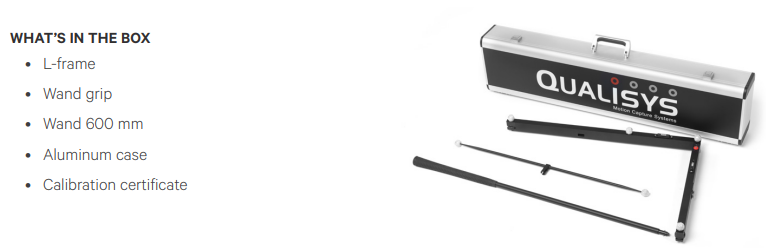 WHAT'S IN THE BOX
• L-frame
• Wand grip
• Wand 600 mm
• Aluminum case
• Calibration certificate
QUALISYS
Motion Capture Systems